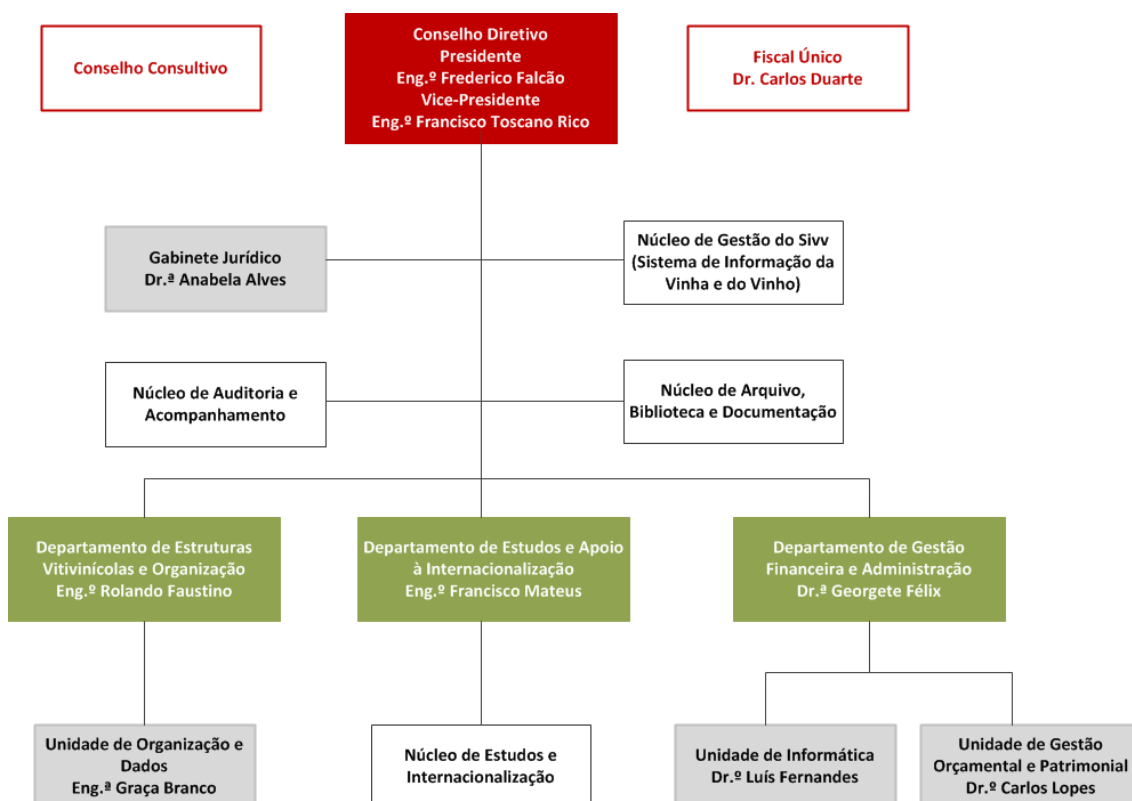 Conselho Consultivo
Conselho Diretivo
Presidente
Eng.º Frederico Falcão
Vice-Presidente
Eng.º Francisco Toscano Rico
Fiscal Único
Dr. Carlos Duarte
Gabinete Jurídico
Dr.ª Anabela Alves
Núcleo de Gestão do Sivv
(Sistema de Informação da
Vinha e do Vinho)
Núcleo de Auditoria e
Acompanhamento
Núcleo de Arquivo,
Biblioteca e Documentação
Departamento de Estruturas
Vitivinícolas e Organização
Eng.º Rolando Faustino
Departamento de Estudos e Apoio
à Internacionalização
Eng.º Francisco Mateus
Departamento de Gestão
Financeira e Administração
Dr.ª Georgete Félix
Unidade de Organização e
Dados
Eng.ª Graça Branco
Núcleo de Estudos e
Internacionalização
Unidade de Informática
Dr.º Luís Fernandes
Unidade de Gestão
Orçamental e Patrimonial
Dr.º Carlos Lopes